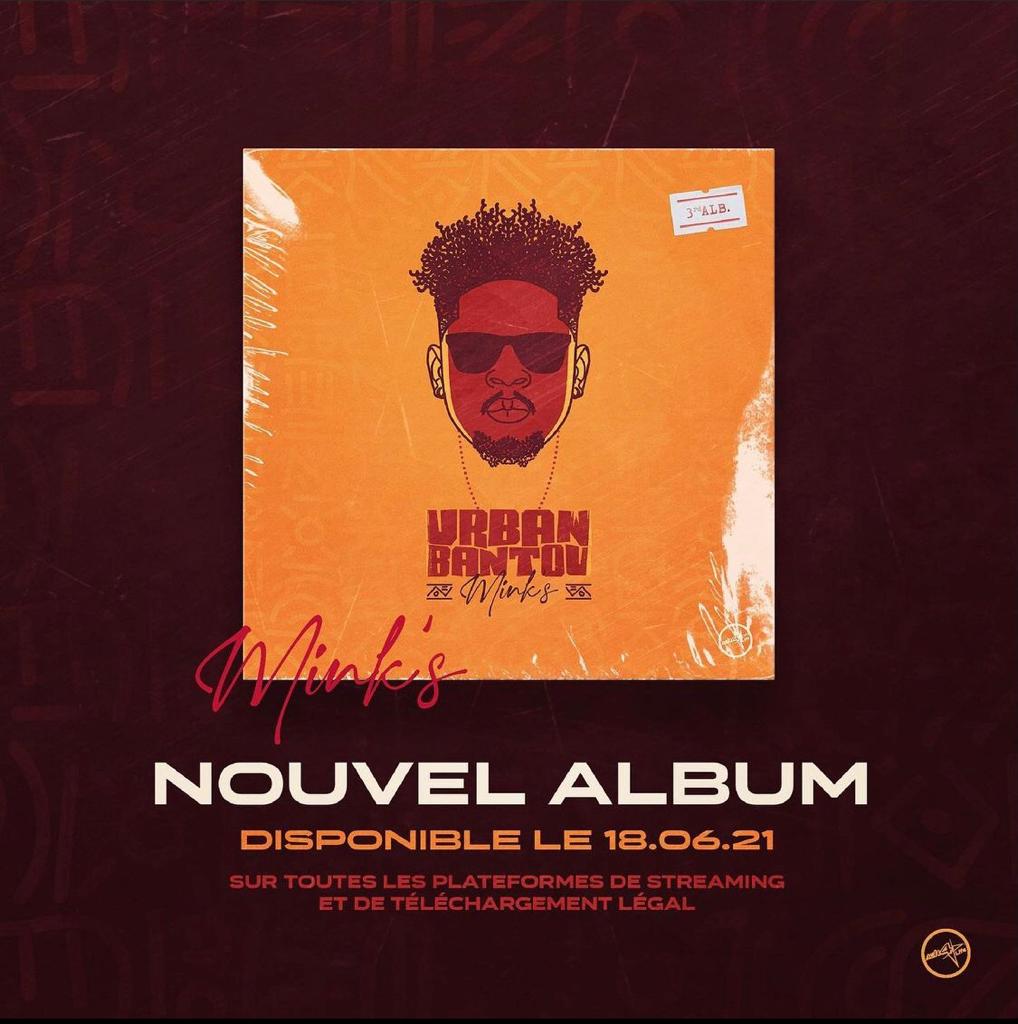 3rd ALB.
URBAN
BANTOU
Mink's
Mink's
NOUVEL ALBUM
DISPONIBLE LE 18.06.21
SUR TOUTES LES PLATEFORMES DE STREAMING
ET DE TÉLÉCHARGEMENT LÉGAL